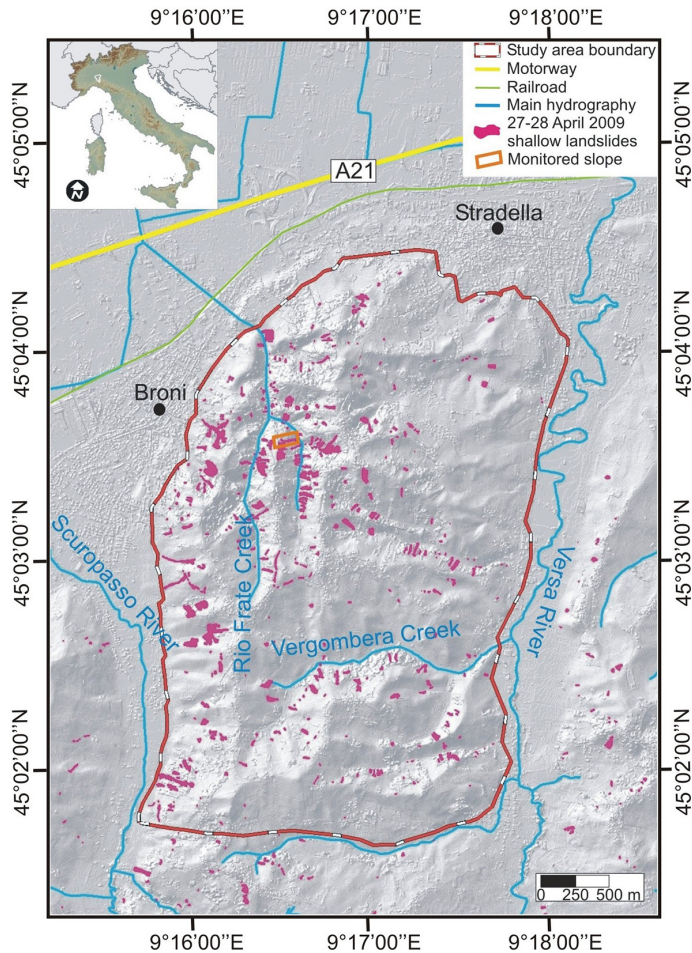 9°16'00''E 9°17'00''E 9°18'00''E
Study area boundary
Motorway
Railroad
Main hydrography
27-28 April 2009
shallow landslides
Monitored slope
N
45°05'00''N
45°05'00''N
A21
Stradella
45°04'00''N
45°04'00''N
Broni
45°03'00''N
45°03'00''N
Scuropasso River
Rio Frate Creek
Versa River
Vergombera Creek
45°02'00''N
45°02'00''N
0 250 500 m
9°16'00''E 9°17'00''E 9°18'00''E